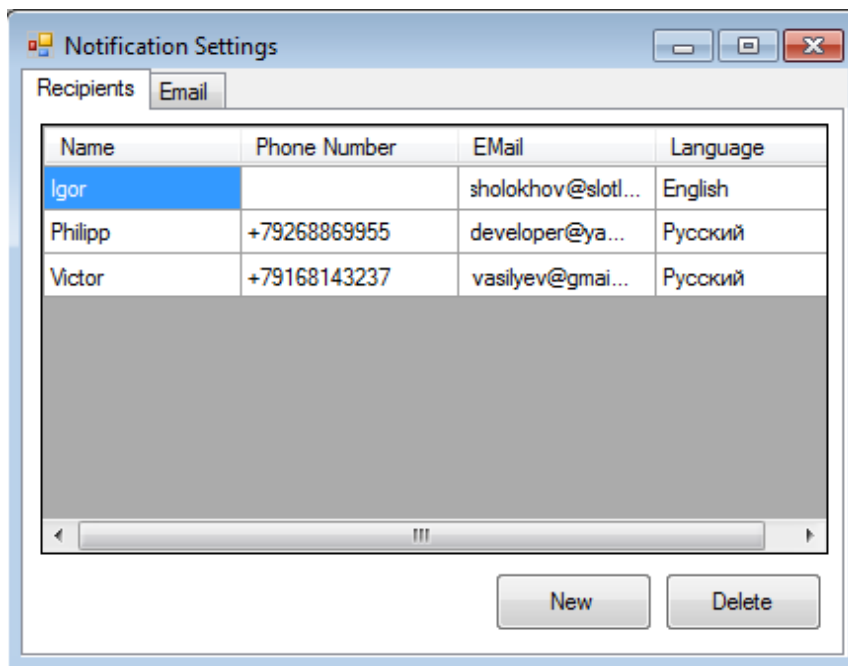 Notification Settings
Recipients Email
Name Phone Number EMail Language
Igor sholokhov@slotl... English
Philipp +79268869955 developer@ya... Русский
Victor +79168143237 vasilyev@gmai... Русский
New Delete